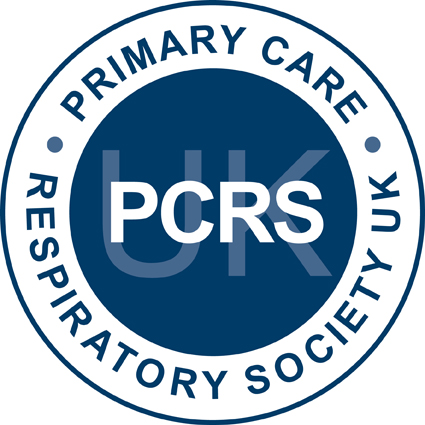 PRIMARY CARE
UK
PCRS
RESPIRATORY SOCIETY UK